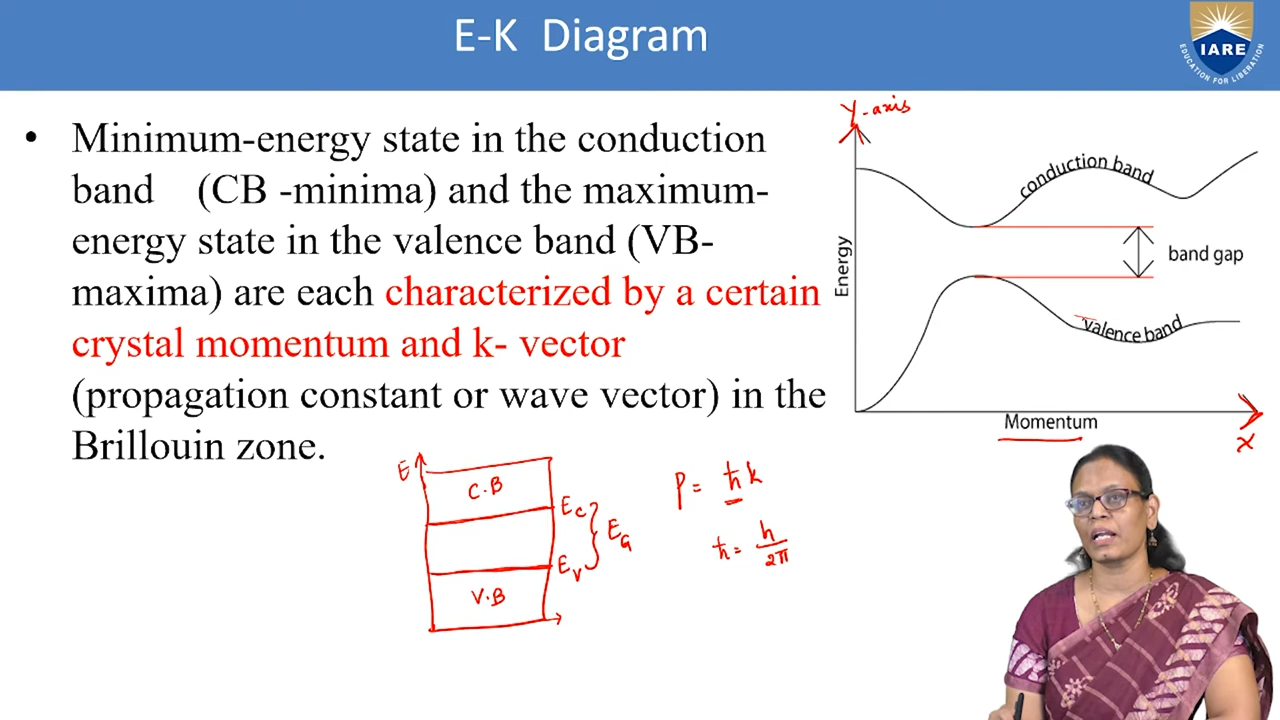 E-K Diagram
IARE
EDUCATION FOR LIBERATION
• Minimum-energy state in the conduction
band (CB -minima) and the maximum-
energy state in the valence band (VB-
maxima) are each characterized by a certain
crystal momentum and k- vector
(propagation constant or wave vector) in the
Brillouin zone.
Y-axis
Energy
conduction band
band gap
valence band
Momentum
X
E
C.B
Ec
EG
Ev
V.B
P = ħk
ħ = h/2π